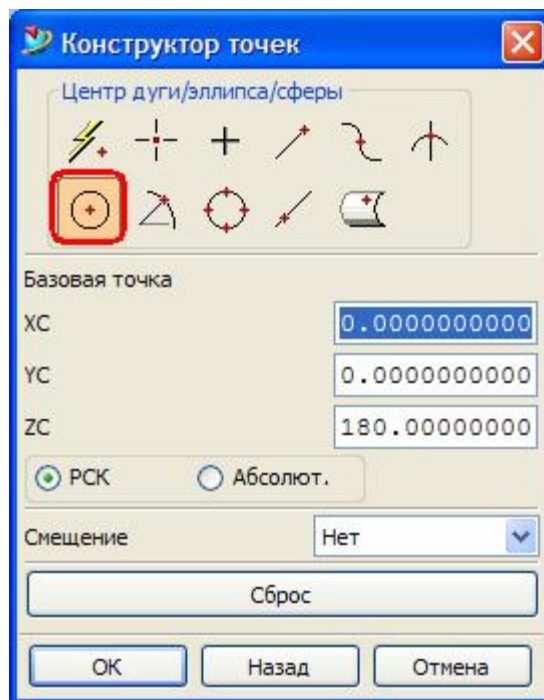 Конструктор точек
Центр дуги/эллипса/сферы
Базовая точка
XC 0.0000000000
YC 0.0000000000
ZC 180.00000000
РСК Абсолют.
Смещение Нет
Сброс
OK Назад Отмена